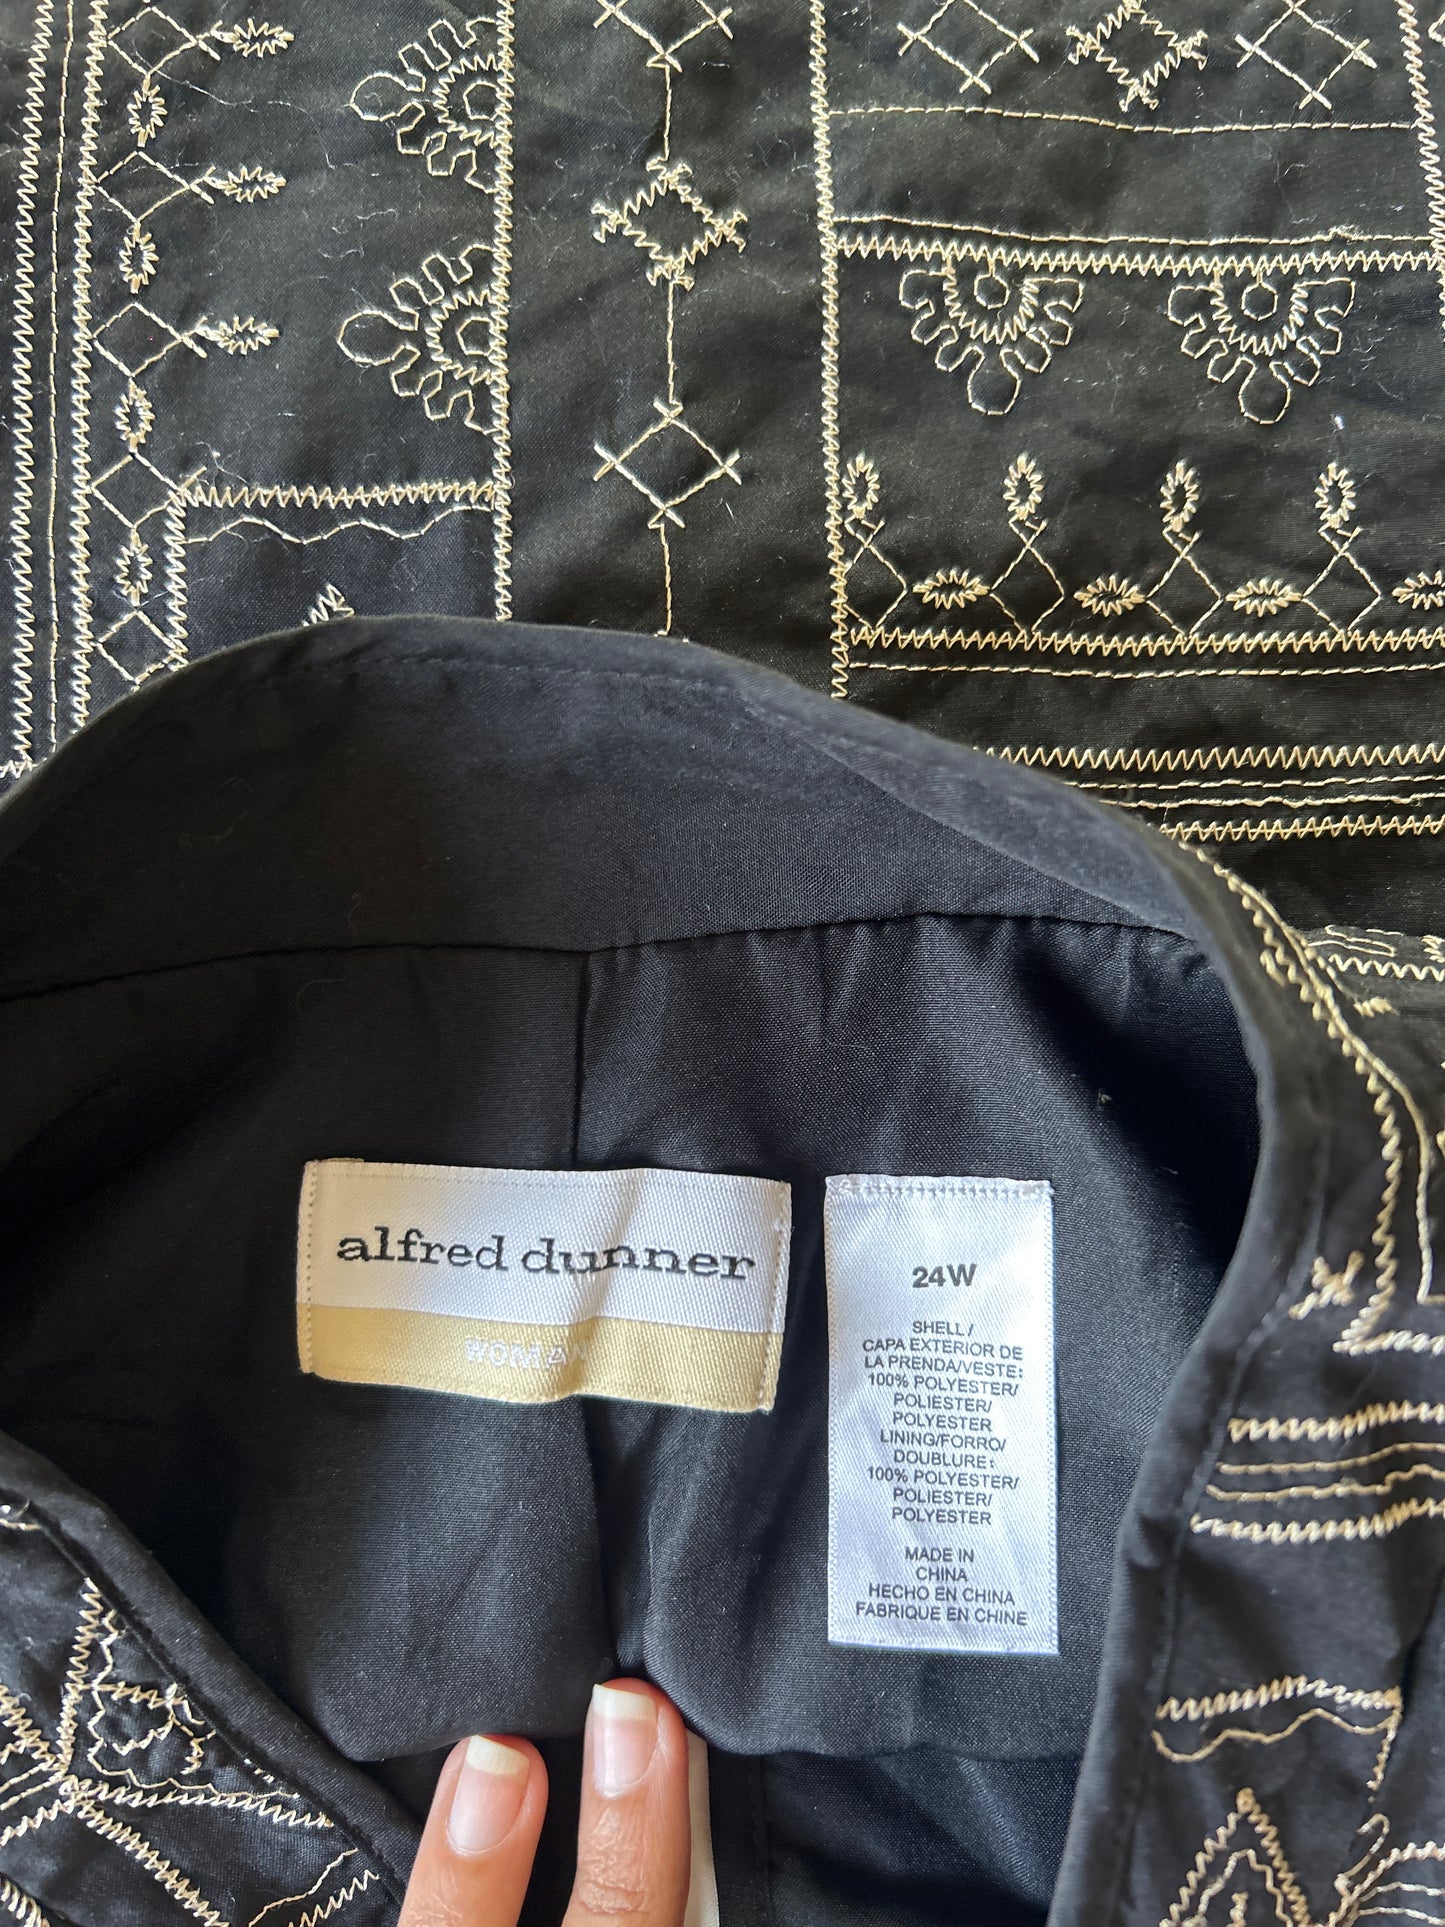 alfred dunner
WOMAN
24W
SHELL /
CAPA EXTERIOR DE
LA PRENDA/VESTE:
100% POLYESTER/
POLIESTER/
POLYESTER
LINING/FORRO/
DOUBLURE:
100% POLYESTER/
POLIESTER/
POLYESTER
MADE IN
CHINA
HECHO EN CHINA
FABRIQUE EN CHINE